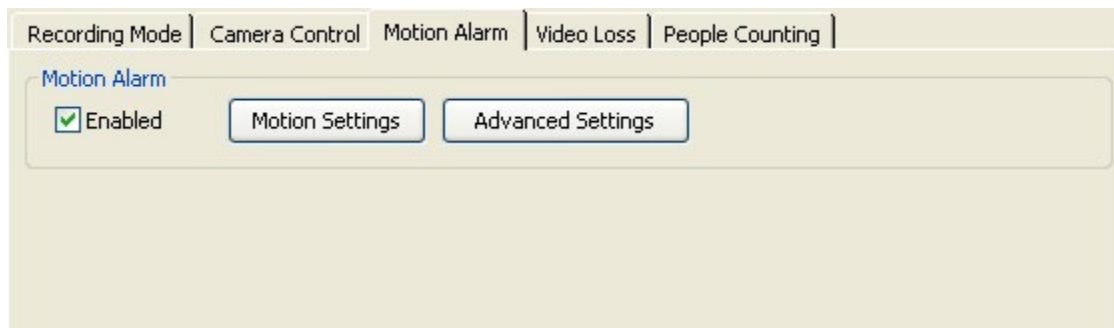 Recording Mode Camera Control Motion Alarm Video Loss People Counting
Motion Alarm
Enabled Motion Settings Advanced Settings